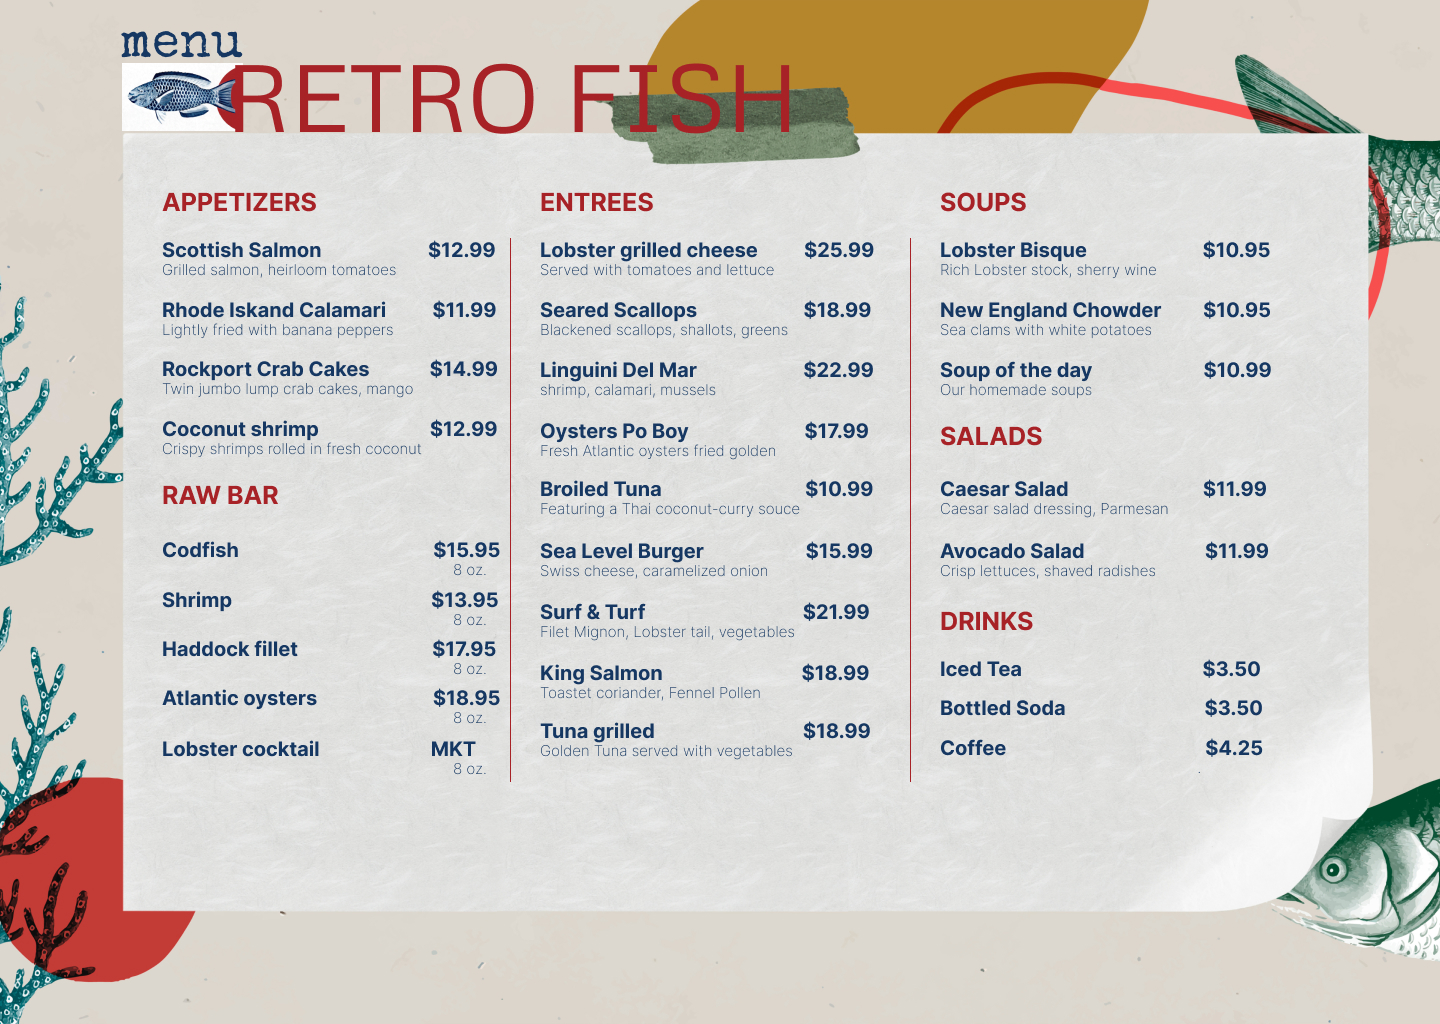 menu
RETRO FISH
APPETIZERS
Scottish Salmon $12.99
Grilled salmon, heirloom tomatoes
Rhode Iskand Calamari $11.99
Lightly fried with banana peppers
Rockport Crab Cakes $14.99
Twin jumbo lump crab cakes, mango
Coconut shrimp $12.99
Crispy shrimps rolled in fresh coconut
RAW BAR
Codfish $15.95
8 oz.
Shrimp $13.95
8 oz.
Haddock fillet $17.95
8 oz.
Atlantic oysters $18.95
8 oz.
Lobster cocktail MKT
8 oz.
ENTREES
Lobster grilled cheese $25.99
Served with tomatoes and lettuce
Seared Scallops $18.99
Blackened scallops, shallots, greens
Linguini Del Mar $22.99
shrimp, calamari, mussels
Oysters Po Boy $17.99
Fresh Atlantic oysters fried golden
Broiled Tuna $10.99
Featuring a Thai coconut-curry souce
Sea Level Burger $15.99
Swiss cheese, caramelized onion
Surf & Turf $21.99
Filet Mignon, Lobster tail, vegetables
King Salmon $18.99
Toastet coriander, Fennel Pollen
Tuna grilled $18.99
Golden Tuna served with vegetables
SOUPS
Lobster Bisque $10.95
Rich Lobster stock, sherry wine
New England Chowder $10.95
Sea clams with white potatoes
Soup of the day $10.99
Our homemade soups
SALADS
Caesar Salad $11.99
Caesar salad dressing, Parmesan
Avocado Salad $11.99
Crisp lettuces, shaved radishes
DRINKS
Iced Tea $3.50
Bottled Soda $3.50
Coffee $4.25
.